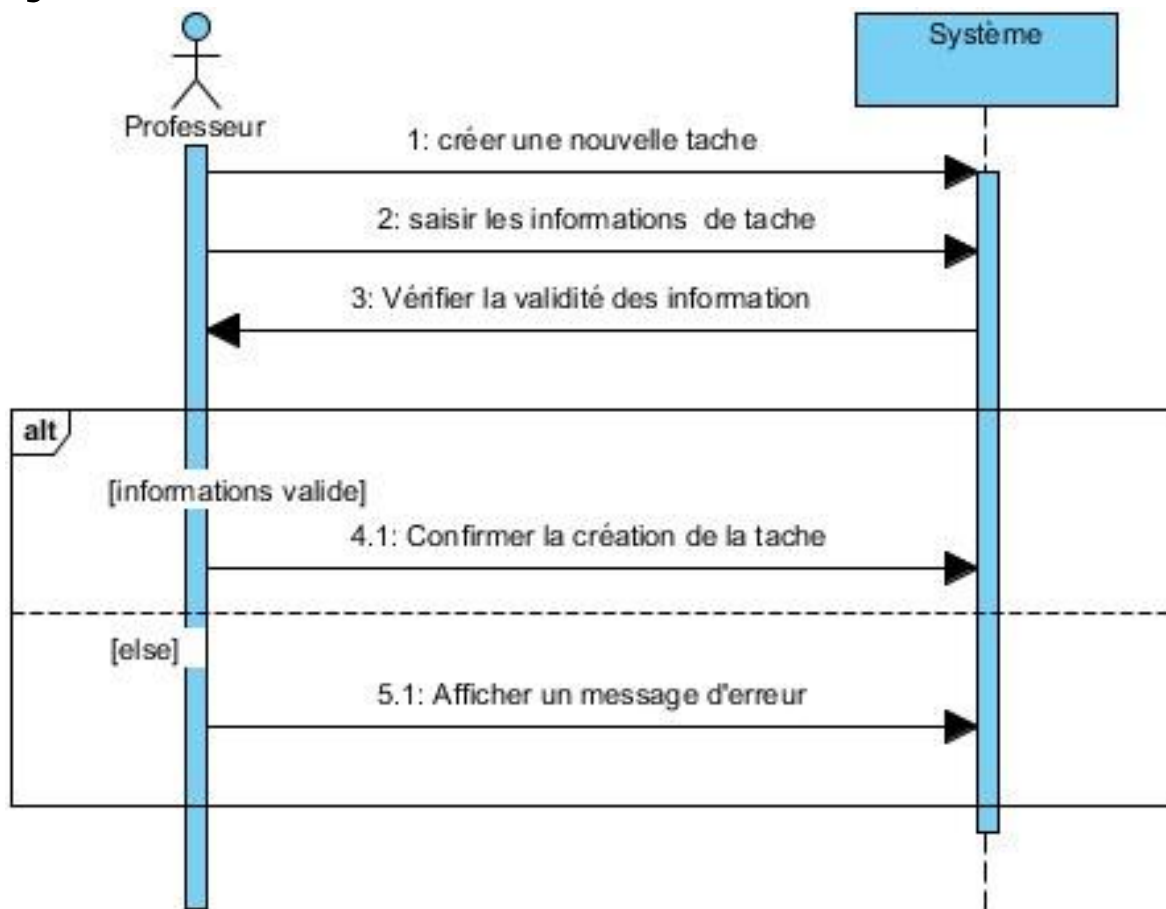 Système
Professeur
1: créer une nouvelle tache
2: saisir les informations de tache
3: Vérifier la validité des information
alt
[informations valide]
4.1: Confirmer la création de la tache
[else]
5.1: Afficher un message d'erreur